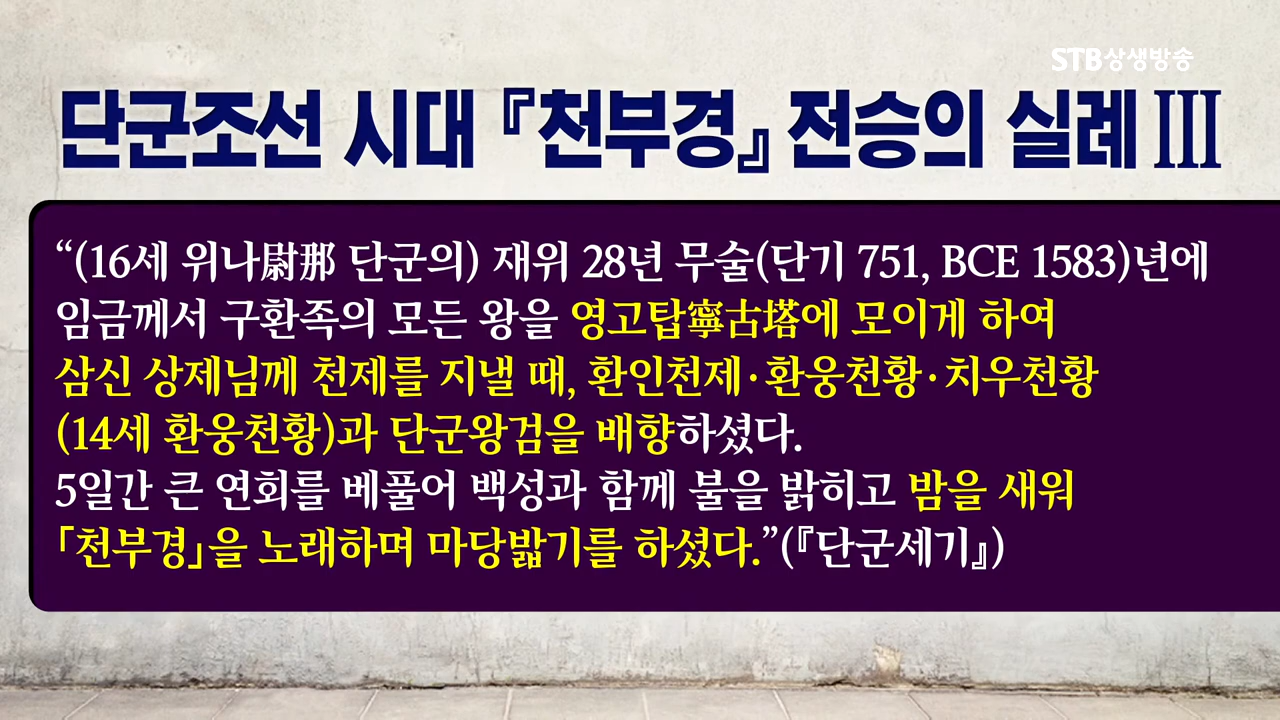 STB상생방송
단군조선 시대 『천부경』 전승의 실례 Ⅲ
“(16세 위나尉那 단군의) 재위 28년 무술(단기 751, BCE 1583)년에
임금께서 구환족의 모든 왕을 영고탑寧古塔에 모이게 하여
삼신 상제님께 천제를 지낼 때, 환인천제·환웅천황·치우천황
(14세 환웅천황)과 단군왕검을 배향하셨다.
5일간 큰 연회를 베풀어 백성과 함께 불을 밝히고 밤을 새워
「천부경」을 노래하며 마당밟기를 하셨다.”(『단군세기』)